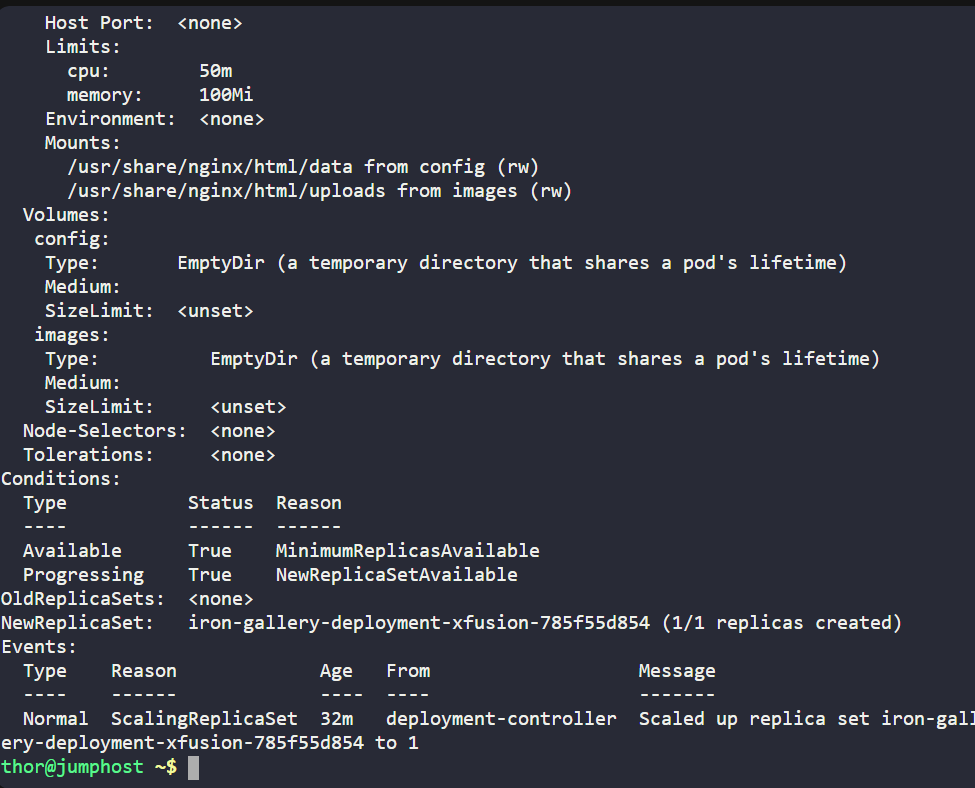 Host Port:  <none>
Limits:
cpu:        50m
memory:     100Mi
Environment:  <none>
Mounts:
/usr/share/nginx/html/data from config (rw)
/usr/share/nginx/html/uploads from images (rw)
Volumes:
config:
Type:       EmptyDir (a temporary directory that shares a pod's lifetime)
Medium:
SizeLimit:  <unset>
images:
Type:          EmptyDir (a temporary directory that shares a pod's lifetime)
Medium:
SizeLimit:     <unset>
Node-Selectors:  <none>
Tolerations:     <none>
Conditions:
Type           Status  Reason
----           ------  ------
Available      True    MinimumReplicasAvailable
Progressing    True    NewReplicaSetAvailable
OldReplicaSets:  <none>
NewReplicaSet:   iron-gallery-deployment-xfusion-785f55d854 (1/1 replicas created)
Events:
Type    Reason             Age   From                   Message
----    ------             ----  ----                   -------
Normal  ScalingReplicaSet  32m   deployment-controller  Scaled up replica set iron-gall
ery-deployment-xfusion-785f55d854 to 1
thor@jumphost ~$